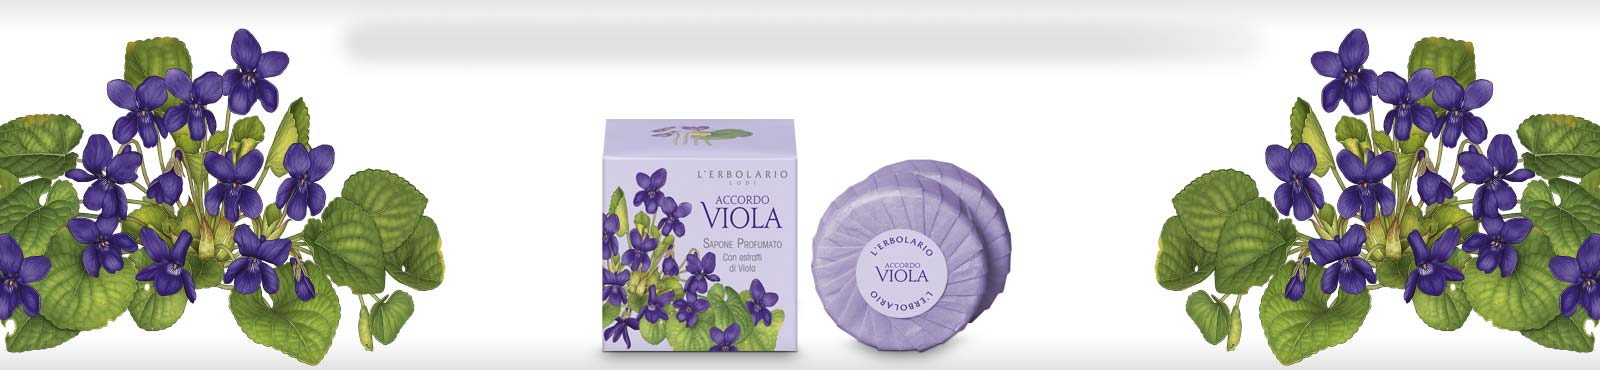 L'ERBOLARIO
LODI
ACCORDO
VIOLA
SAPONE PROFUMATO
Con estratti
di Viola
L'ERBOLARIO
ACCORDO
VIOLA
L'ERBOLARIO